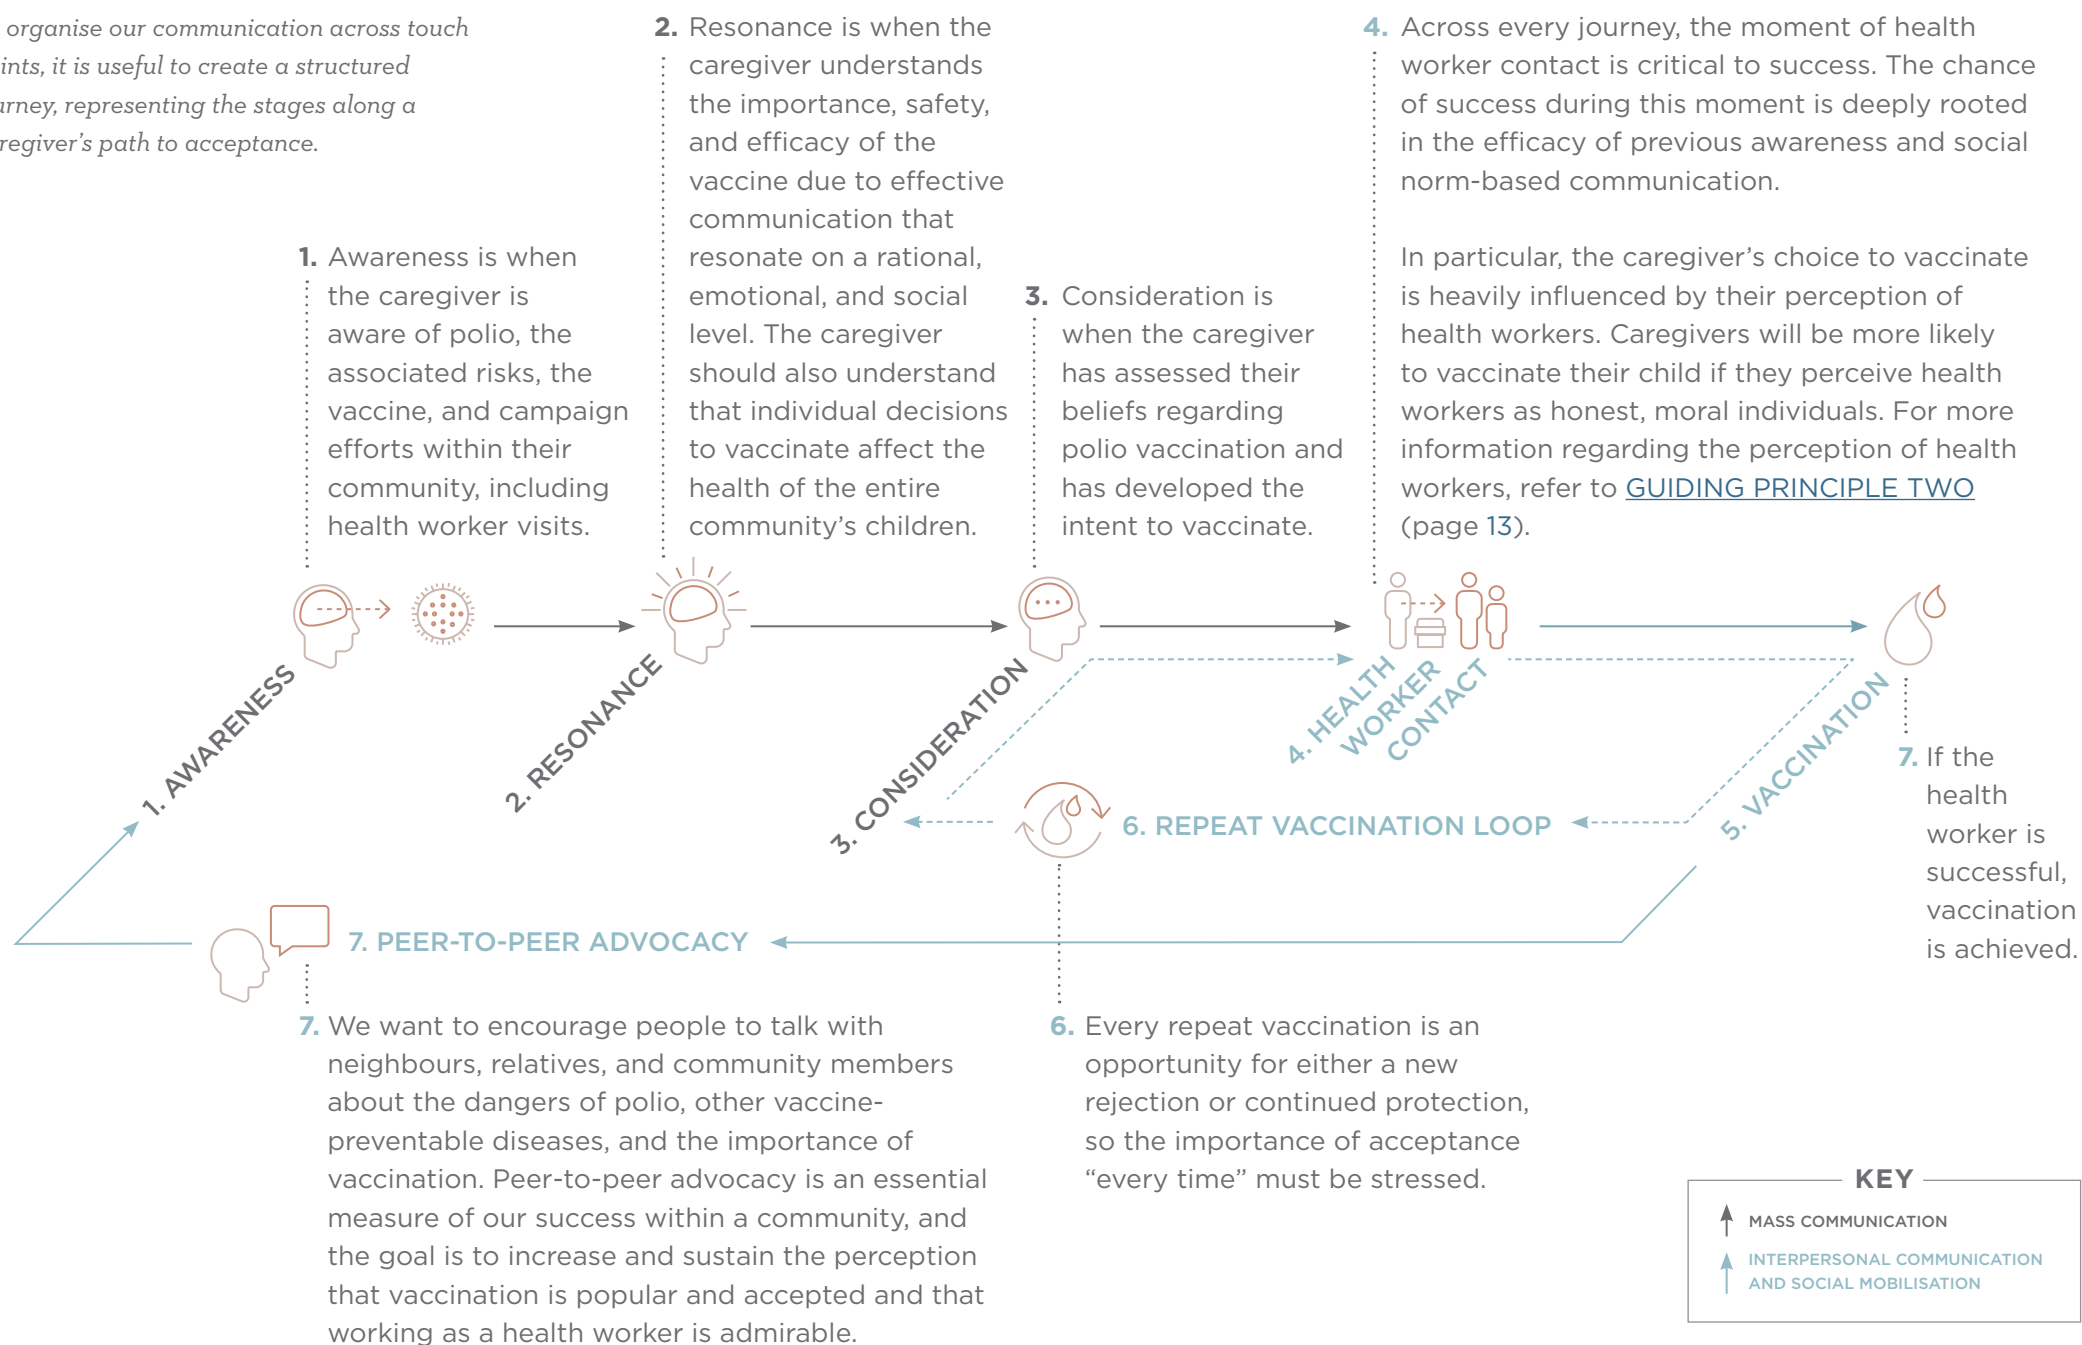 organise our communication across touch
it is useful to create a structured
representing the stages along a
path to acceptance.
1. Awareness is when
the caregiver is
aware of polio, the
associated risks, the
vaccine, and campaign
efforts within their
community, including
health worker visits.
2. Resonance is when the
caregiver understands
the importance, safety,
and efficacy of the
vaccine due to effective
communication that
resonate on a rational,
emotional, and social
level. The caregiver
should also understand
that individual decisions
to vaccinate affect the
health of the entire
community’s children.
3. Consideration is
when the caregiver
has assessed their
beliefs regarding
polio vaccination and
has developed the
intent to vaccinate.
4. Across every journey, the moment of health
worker contact is critical to success. The chance
of success during this moment is deeply rooted
in the efficacy of previous awareness and social
norm-based communication.
In particular, the caregiver’s choice to vaccinate
is heavily influenced by their perception of
health workers. Caregivers will be more likely
to vaccinate their child if they perceive health
workers as honest, moral individuals. For more
information regarding the perception of health
workers, refer to GUIDING PRINCIPLE TWO
(page 13).
1. AWARENESS
2. RESONANCE
3. CONSIDERATION
4. HEALTH
WORKER
CONTACT
5. VACCINATION
6. REPEAT VACCINATION LOOP
7. PEER-TO-PEER ADVOCACY
7. If the
health
worker is
successful,
vaccination
is achieved.
7. We want to encourage people to talk with
neighbours, relatives, and community members
about the dangers of polio, other vaccine-
preventable diseases, and the importance of
vaccination. Peer-to-peer advocacy is an essential
measure of our success within a community, and
the goal is to increase and sustain the perception
that vaccination is popular and accepted and that
working as a health worker is admirable.
6. Every repeat vaccination is an
opportunity for either a new
rejection or continued protection,
so the importance of acceptance
“every time” must be stressed.
KEY
MASS COMMUNICATION
INTERPERSONAL COMMUNICATION
AND SOCIAL MOBILISATION